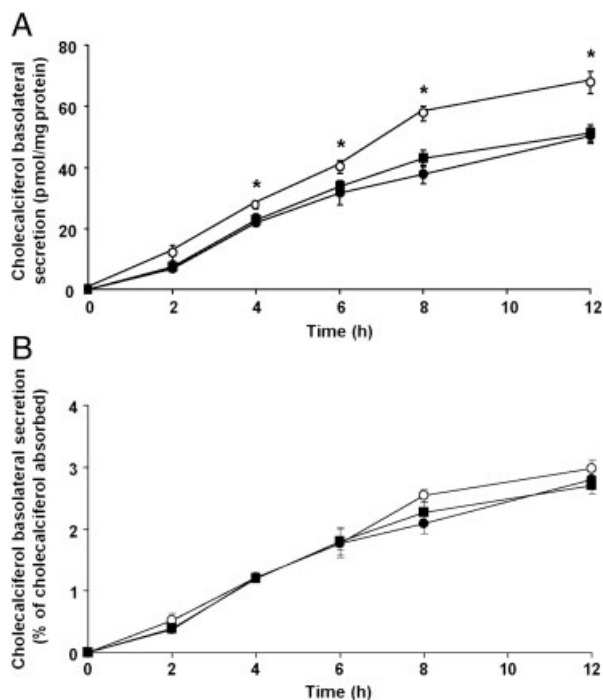 A
Cholecalciferol basolateral
secretion (pmol/mg protein)
80
60
40
20
0
* * * *
0 2 4 6 8 10 12
Time (h)
B
Cholecalciferol basolateral secretion
(% of cholecalciferol absorbed)
4
3
2
1
0
0 2 4 6 8 10 12
Time (h)